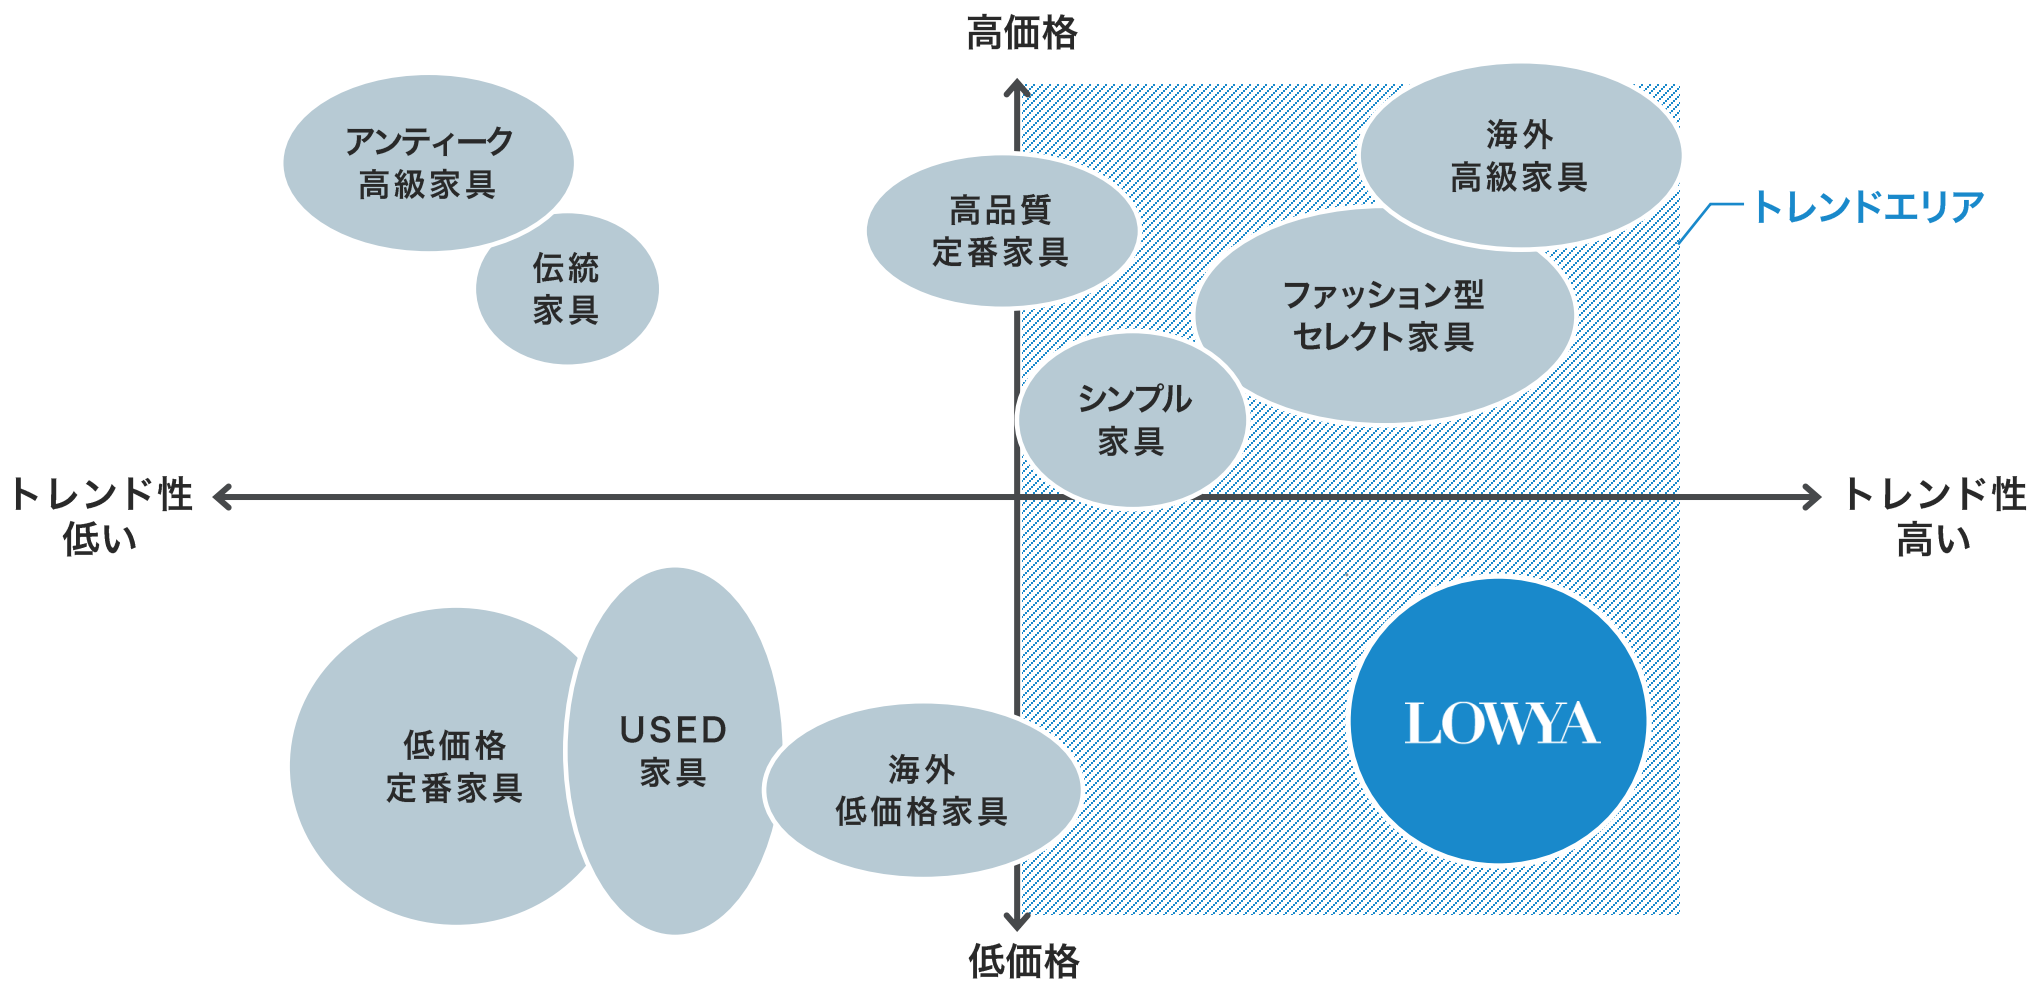 高価格
アンティーク
高級家具
海外
高級家具
高品質
定番家具
トレンドエリア
伝統
家具
ファッション型
セレクト家具
シンプル
家具
トレンド性
低い
トレンド性
高い
低価格
定番家具
USED
家具
海外
低価格家具
LOWYA
低価格